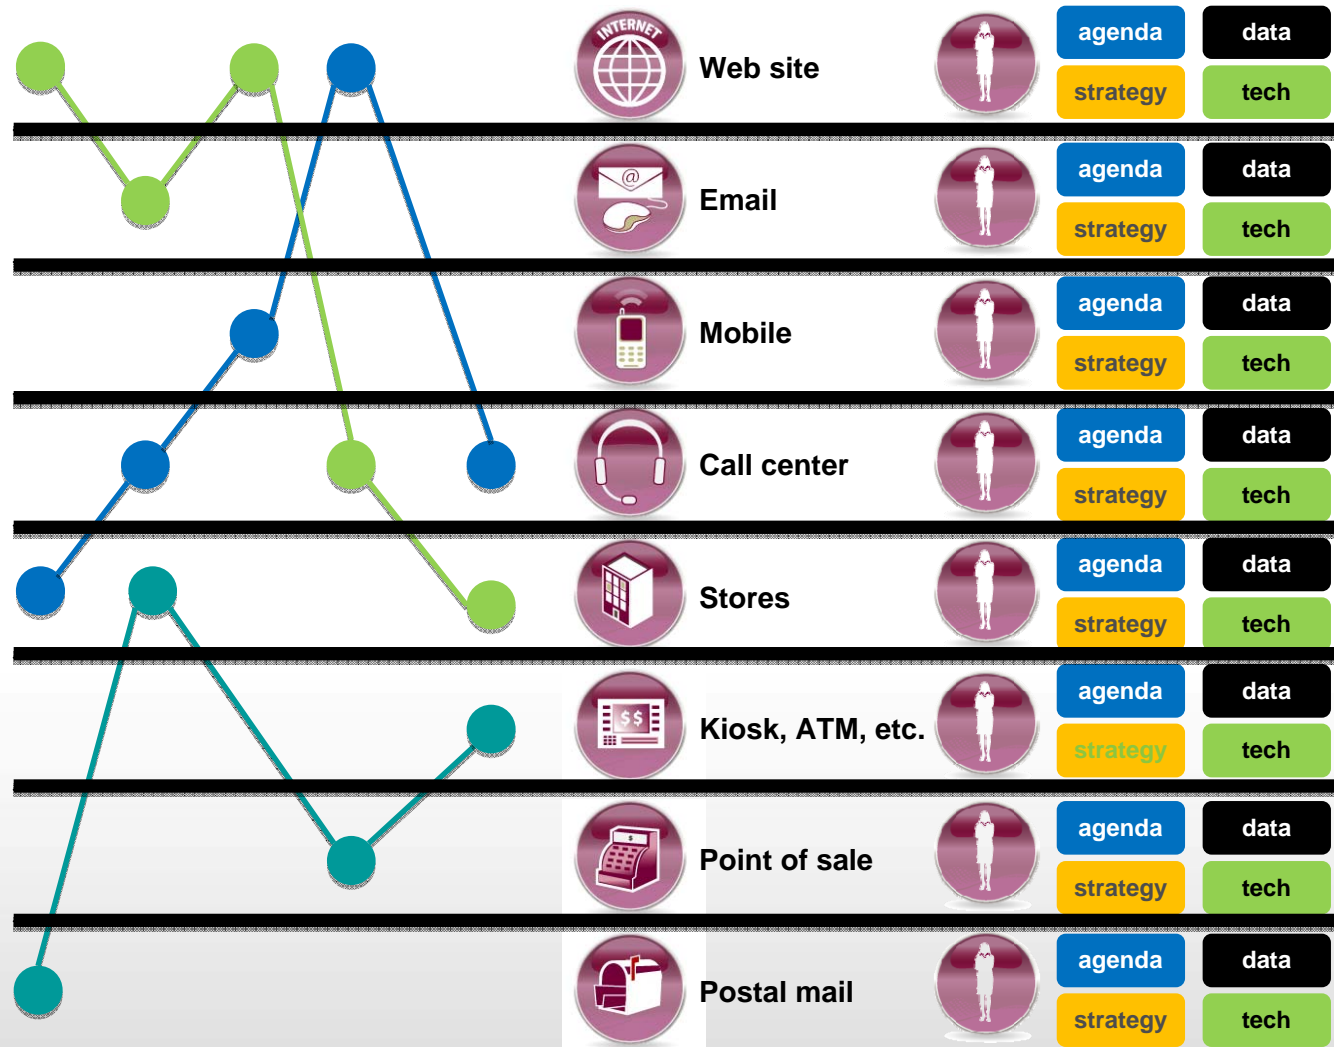 INTERNET
Web site
agenda
data
strategy
tech
@
Email
agenda
data
strategy
tech
Mobile
agenda
data
strategy
tech
Call center
agenda
data
strategy
tech
Stores
agenda
data
strategy
tech
$$
Kiosk, ATM, etc.
agenda
data
strategy
tech
$
Point of sale
agenda
data
strategy
tech
Postal mail
agenda
data
strategy
tech